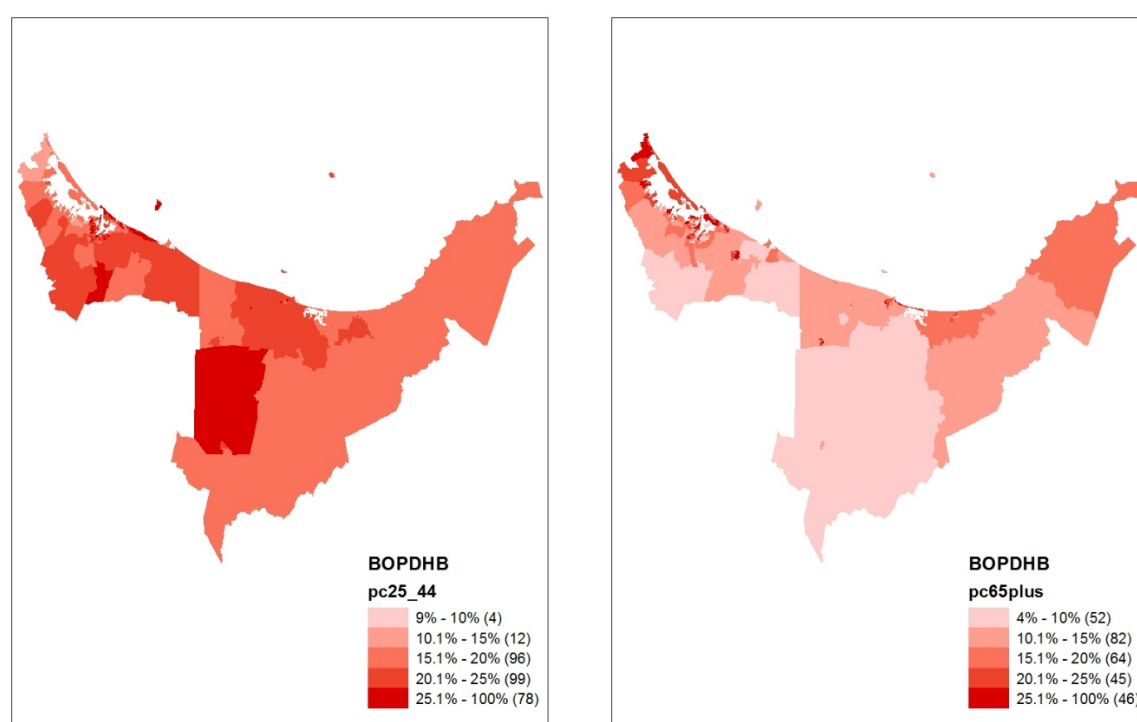 BOPDHB
pc25_44
9% - 10% (4)
10.1% - 15% (12)
15.1% - 20% (96)
20.1% - 25% (99)
25.1% - 100% (78)
BOPDHB
pc65plus
4% - 10% (52)
10.1% - 15% (82)
15.1% - 20% (64)
20.1% - 25% (45)
25.1% - 100% (46)